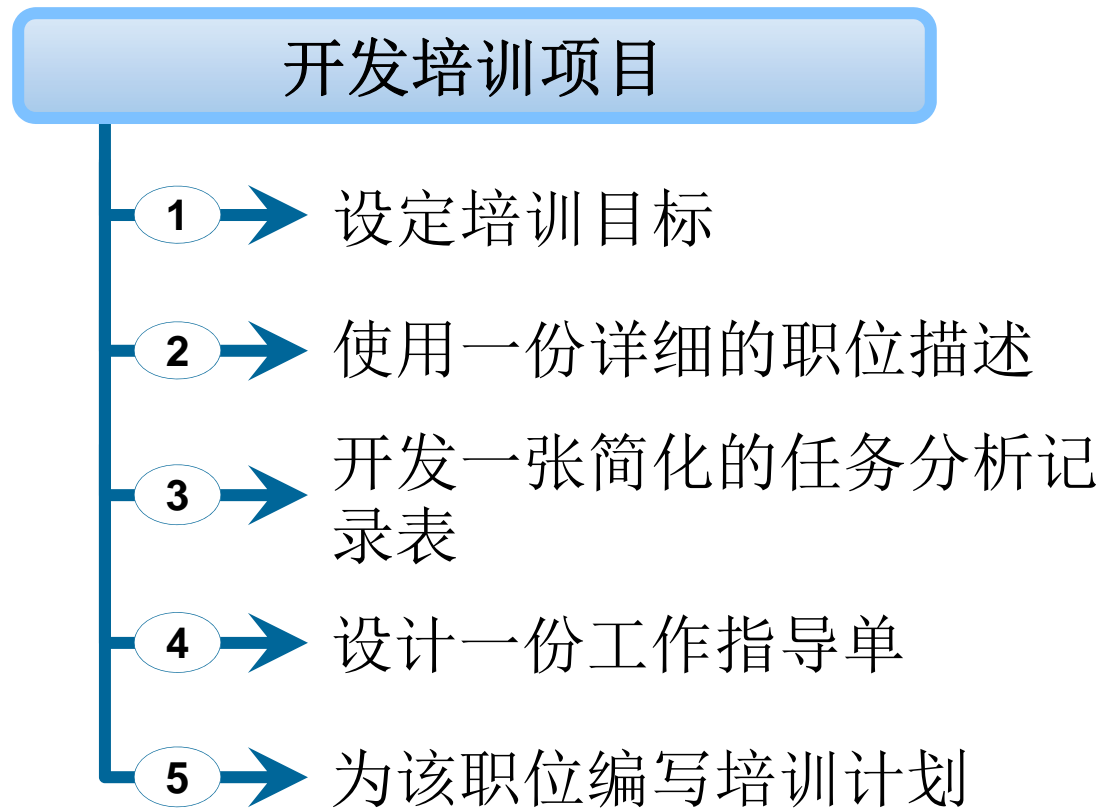 开发培训项目
1 设定培训目标
2 使用一份详细的职位描述
3 开发一张简化的任务分析记
录表
4 设计一份工作指导单
5 为该职位编写培训计划